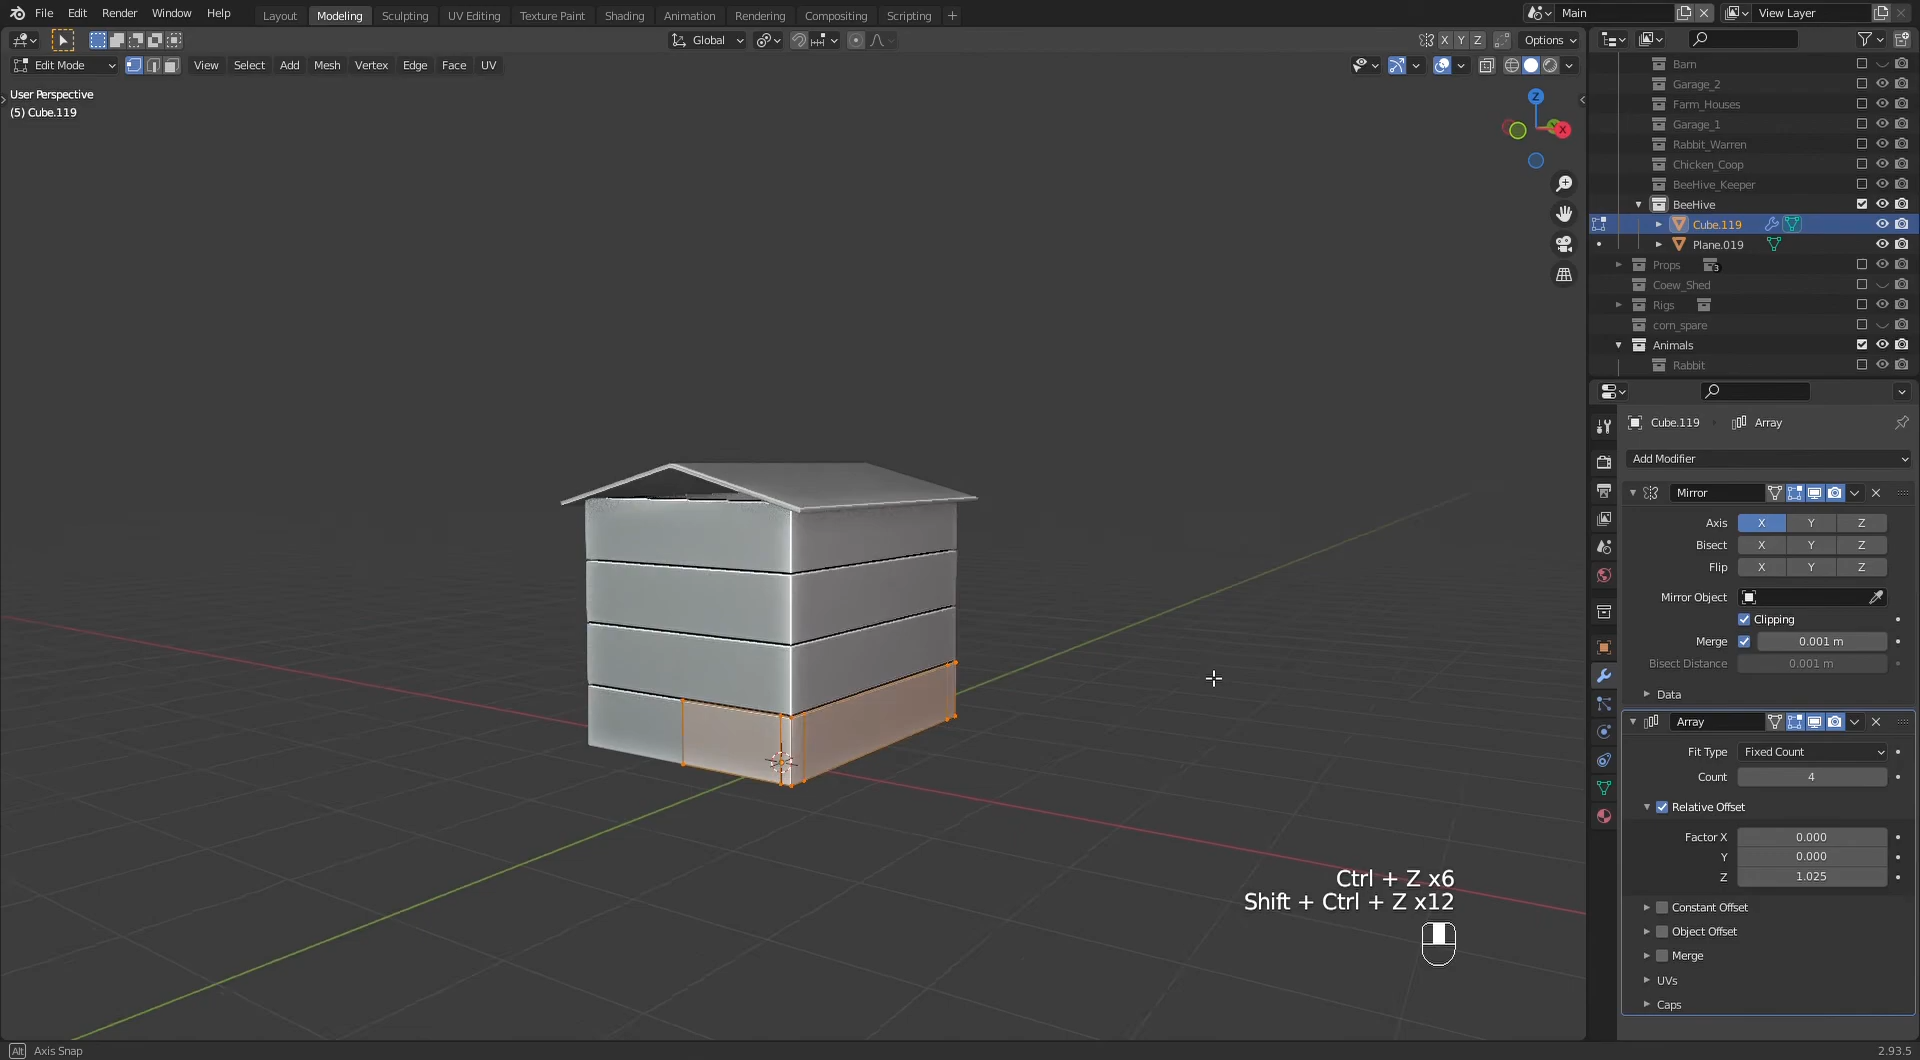 File Edit Render Window Help
Layout Modeling Sculpting UV Editing Texture Paint Shading Animation Rendering Compositing Scripting +
Main
View Layer
Global
X Y Z
Options
Edit Mode
View Select Add Mesh Vertex Edge Face UV
User Perspective
(5) Cube.119
Z
X
Barn
Garage_2
Farm_Houses
Garage_1
Rabbit_Warren
Chicken_Coop
BeeHive_Keeper
BeeHive
Cube.119
Plane.019
Props 3
Coew_Shed
Rigs
corn_spare
Animals
Rabbit
Cube.119 Array
Add Modifier
Mirror
Axis X Y Z
Bisect X Y Z
Flip X Y Z
Mirror Object
Clipping
Merge 0.001 m
Bisect Distance 0.001 m
Data
Array
Fit Type Fixed Count
Count 4
Relative Offset
Factor X 0.000
Y 0.000
Z 1.025
Constant Offset
Object Offset
Merge
UVs
Caps
Ctrl + Z x6
Shift + Ctrl + Z x12
Alt Axis Snap
2.93.5